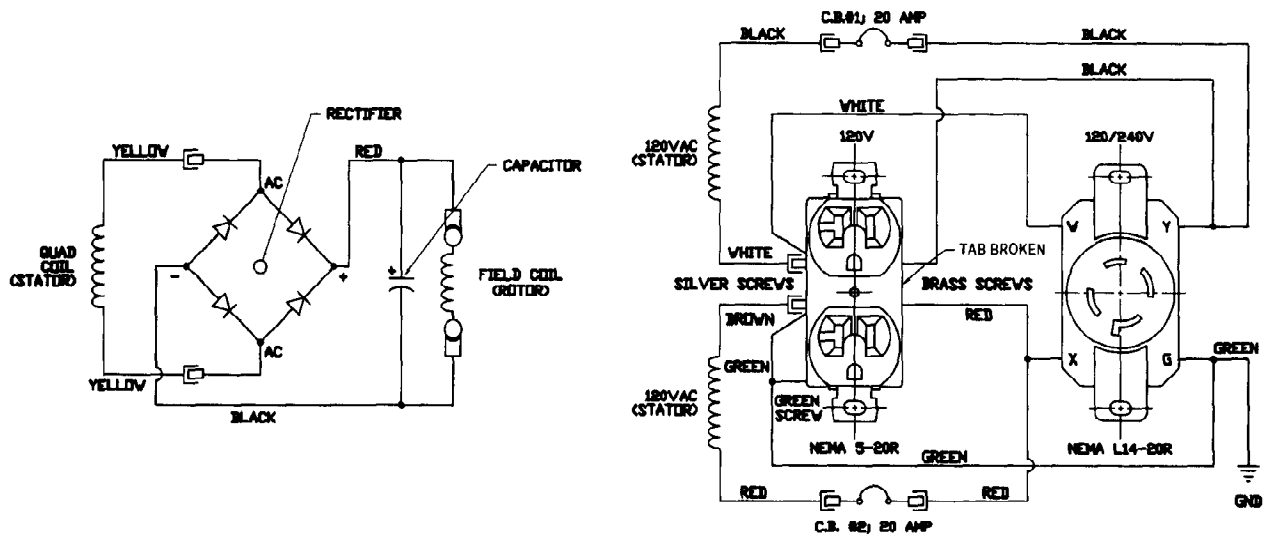 RECTIFIER
YELLOW
RED
CAPACITOR
AC
QUAD
COIL
(STATOR)
-
+
+
FIELD COIL
(ROTOR)
AC
YELLOW
BLACK
C.B.#1; 20 AMP
BLACK
BLACK
BLACK
WHITE
120VAC
(STATOR)
120V
120/240V
W
Y
WHITE
TAB BROKEN
SILVER SCREWS
BRASS SCREWS
BROWN
RED
GREEN
X
G
GREEN
120VAC
(STATOR)
GREEN
SCREW
NEMA 5-20R
NEMA L14-20R
GREEN
RED
RED
GND
C.B. #2; 20 AMP